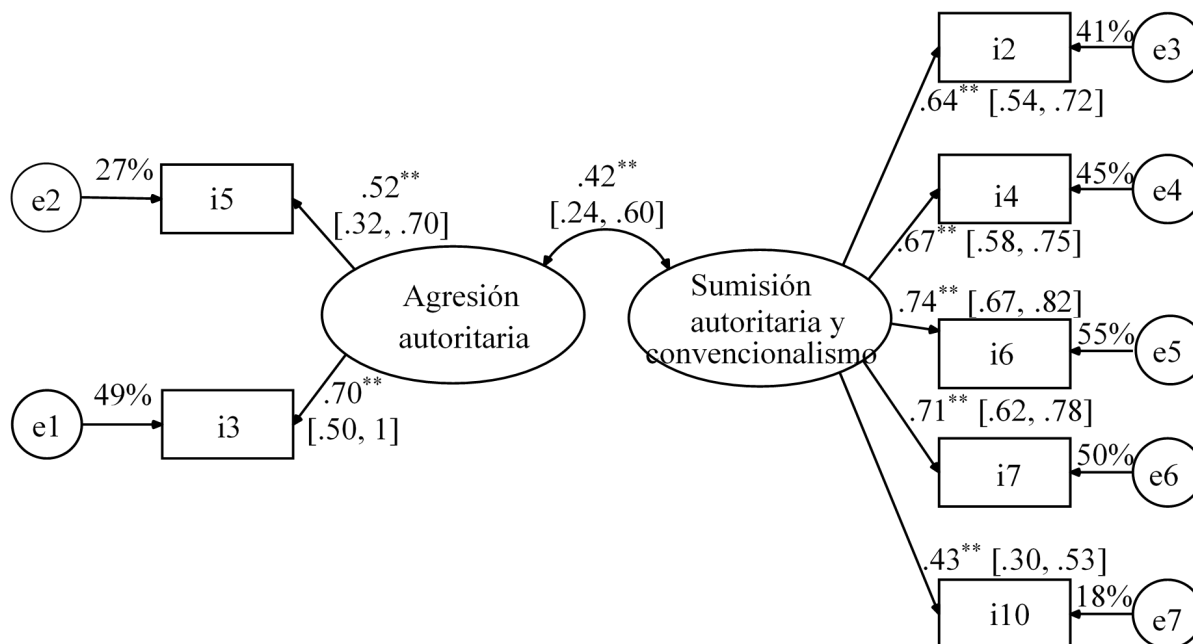 i2
41%
e3
.64** [.54, .72]
27%
e2
i5
.52**
[.32, .70]
.42**
[.24, .60]
i4
45%
e4
.67** [.58, .75]
Agresión
autoritaria
Sumisión
autoritaria y
convencionalismo
.74** [.67, .82]
i6
55%
e5
49%
e1
i3
.70**
[.50, 1]
.71** [.62, .78]
i7
50%
e6
.43** [.30, .53]
i10
18%
e7